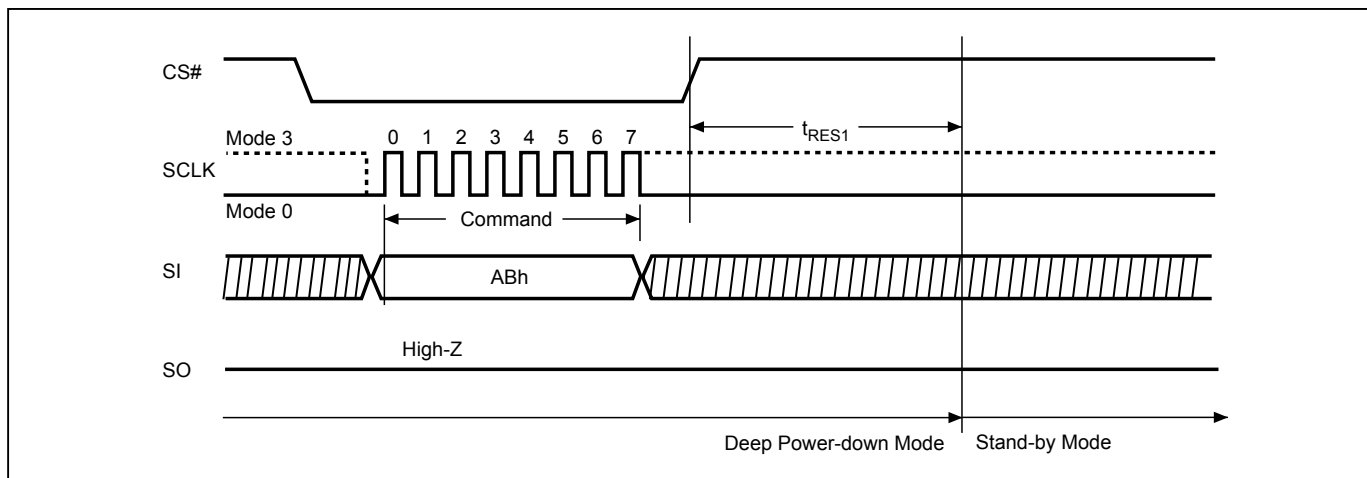 CS#
Mode 3
0 1 2 3 4 5 6 7
tRES1
SCLK
Mode 0
Command
SI
ABh
High-Z
SO
Deep Power-down Mode
Stand-by Mode